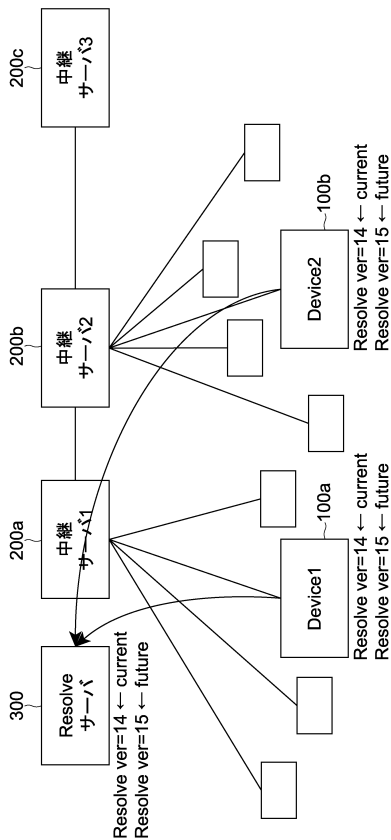 300
Resolve
サーバ
Resolve ver=14 ← current
Resolve ver=15 ← future
200a
中継
サーバ1
200b
中継
サーバ2
200c
中継
サーバ3
100a
Device1
Resolve ver=14 ← current
Resolve ver=15 ← future
100b
Device2
Resolve ver=14 ← current
Resolve ver=15 ← future